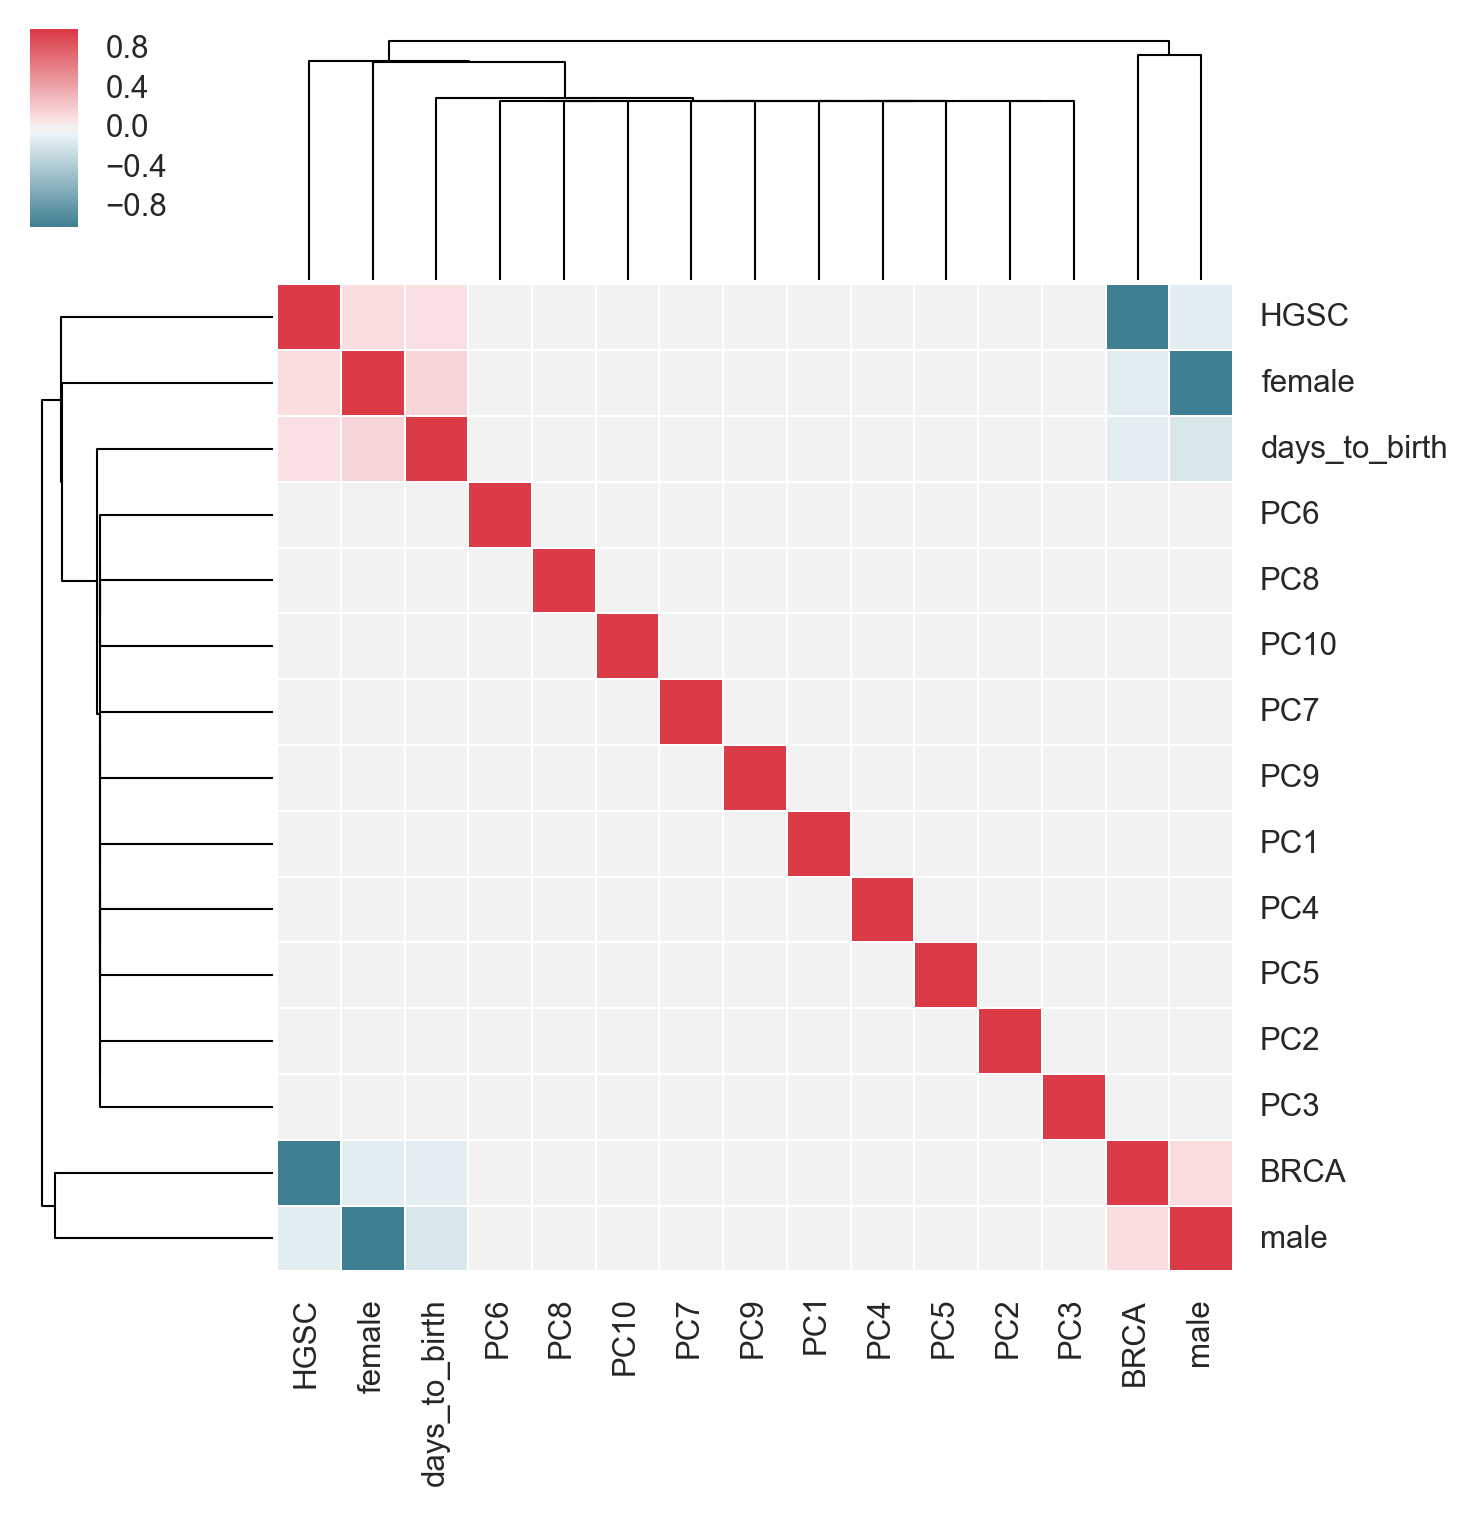 0.8
0.4
0.0
−0.4
−0.8
HGSC
female
days_to_birth
PC6
PC8
PC10
PC7
PC9
PC1
PC4
PC5
PC2
PC3
BRCA
male
HGSC
female
days_to_birth
PC6
PC8
PC10
PC7
PC9
PC1
PC4
PC5
PC2
PC3
BRCA
male